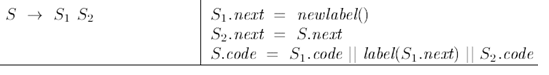 S → S₁ S₂ S₁.next = newlabel()
S₂.next = S.next
S.code = S₁.code || label(S₁.next) || S₂.code